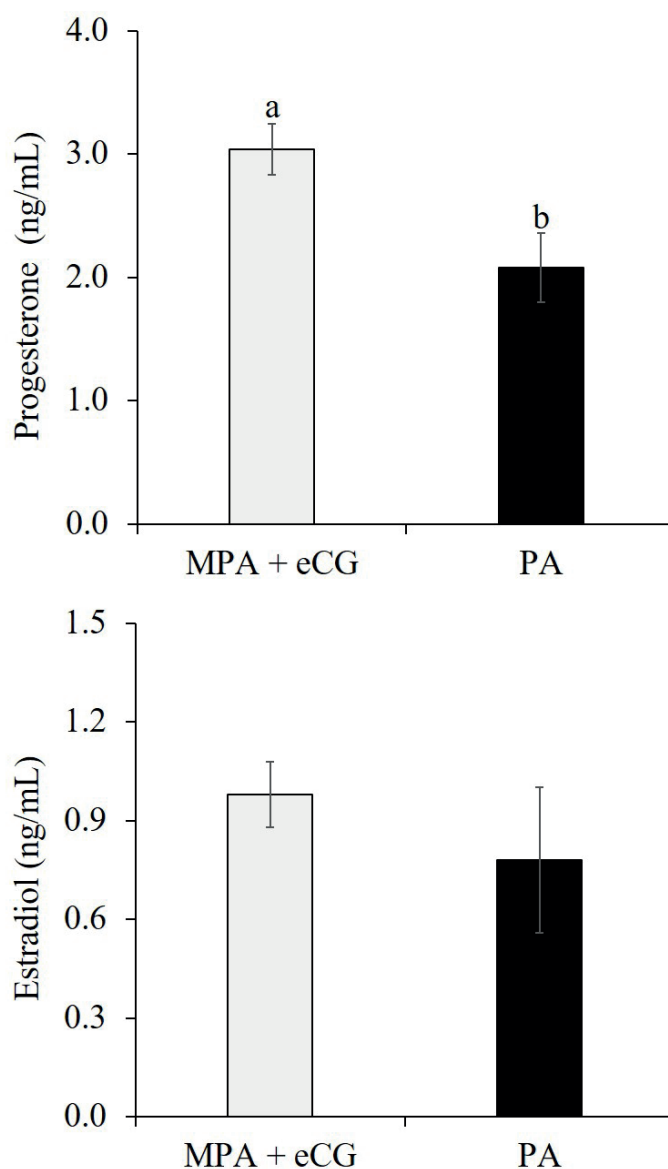 Progesterone (ng/mL)
4.0
3.0
2.0
1.0
0.0
a
b
MPA + eCG
PA
Estradiol (ng/mL)
1.5
1.2
0.9
0.6
0.3
0.0
MPA + eCG
PA